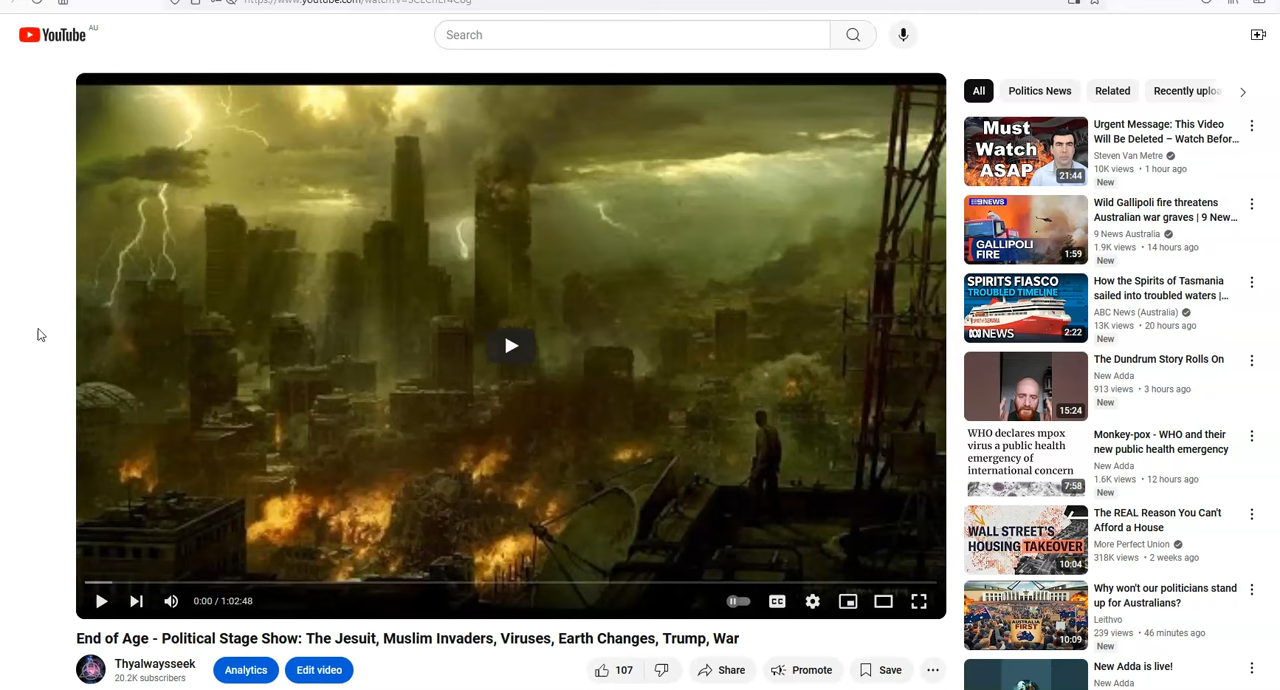 YouTube AU
Search
All
Politics News
Related
Recently uploa
Must
Watch
ASAP
21:44
Urgent Message: This Video
Will Be Deleted – Watch Befor...
Steven Van Metre
10K views • 1 hour ago
New
9NEWS
GALLIPOLI
FIRE
1:59
Wild Gallipoli fire threatens
Australian war graves | 9 New...
9 News Australia
1.9K views • 14 hours ago
New
SPIRITS FIASCO
TROUBLED TIMELINE
NEWS
2:22
How the Spirits of Tasmania
sailed into troubled waters |...
ABC News (Australia)
13K views • 20 hours ago
New
15:24
The Dundrum Story Rolls On
New Adda
913 views • 3 hours ago
New
WHO declares mpox
virus a public health
emergency of
international concern
7:58
Monkey-pox - WHO and their
new public health emergency
New Adda
1.6K views • 12 hours ago
New
WALL STREET'S
HOUSING TAKEOVER
10:04
The REAL Reason You Can't
Afford a House
More Perfect Union
318K views • 2 weeks ago
AUSTRALIA
FIRST
10:09
Why won't our politicians stand
up for Australians?
Leithvo
239 views • 46 minutes ago
New
New Adda is live!
New Adda
0:00 / 1:02:48
CC
End of Age - Political Stage Show: The Jesuit, Muslim Invaders, Viruses, Earth Changes, Trump, War
Thyalwaysseek
20.2K subscribers
Analytics
Edit video
107
Share
Promote
Save